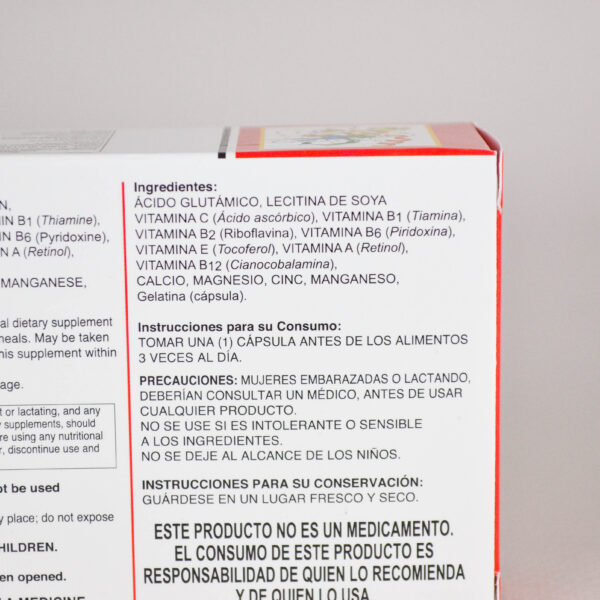 N,
IN B1 (Thiamine),
N B6 (Pyridoxine),
N A (Retinol),
MANGANESE,
al dietary supplement
meals. May be taken
his supplement within
age.
t or lactating, and any
supplements, should
re using any nutritional
, discontinue use and
ot be used
y place; do not expose
HILDREN.
en opened.
Ingredientes:
ÁCIDO GLUTÁMICO, LECITINA DE SOYA
VITAMINA C (Ácido ascórbico), VITAMINA B1 (Tiamina),
VITAMINA B2 (Riboflavina), VITAMINA B6 (Piridoxina),
VITAMINA E (Tocoferol), VITAMINA A (Retinol),
VITAMINA B12 (Cianocobalamina),
CALCIO, MAGNESIO, CINC, MANGANESO,
Gelatina (cápsula).
Instrucciones para su Consumo:
TOMAR UNA (1) CÁPSULA ANTES DE LOS ALIMENTOS
3 VECES AL DÍA.
PRECAUCIONES: MUJERES EMBARAZADAS O LACTANDO,
DEBERÍAN CONSULTAR UN MÉDICO, ANTES DE USAR
CUALQUIER PRODUCTO.
NO SE USE SI ES INTOLERANTE O SENSIBLE
A LOS INGREDIENTES.
NO SE DEJE AL ALCANCE DE LOS NIÑOS.
INSTRUCCIONES PARA SU CONSERVACIÓN:
GUÁRDESE EN UN LUGAR FRESCO Y SECO.
ESTE PRODUCTO NO ES UN MEDICAMENTO.
EL CONSUMO DE ESTE PRODUCTO ES
RESPONSABILIDAD DE QUIEN LO RECOMIENDA
Y DE QUIEN LO USA